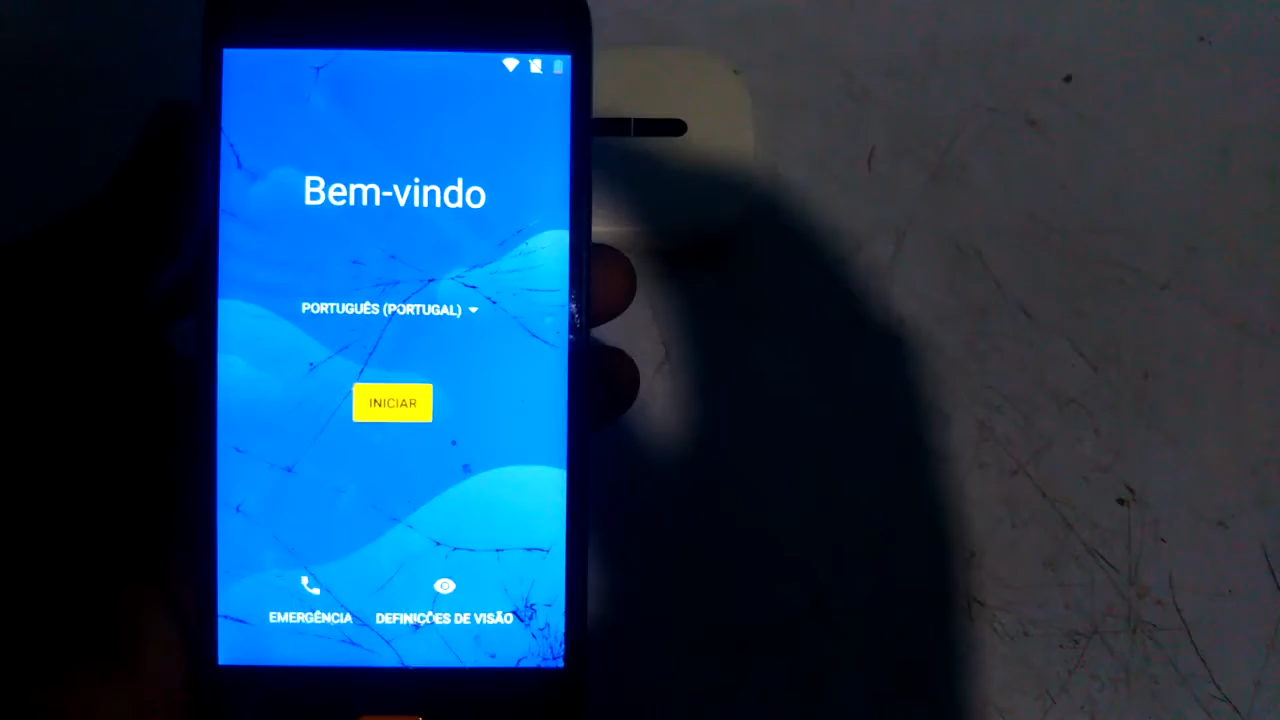 Bem-vindo
PORTUGUÊS (PORTUGAL)
INICIAR
EMERGÊNCIA DEFINIÇÕES DE VISÃO